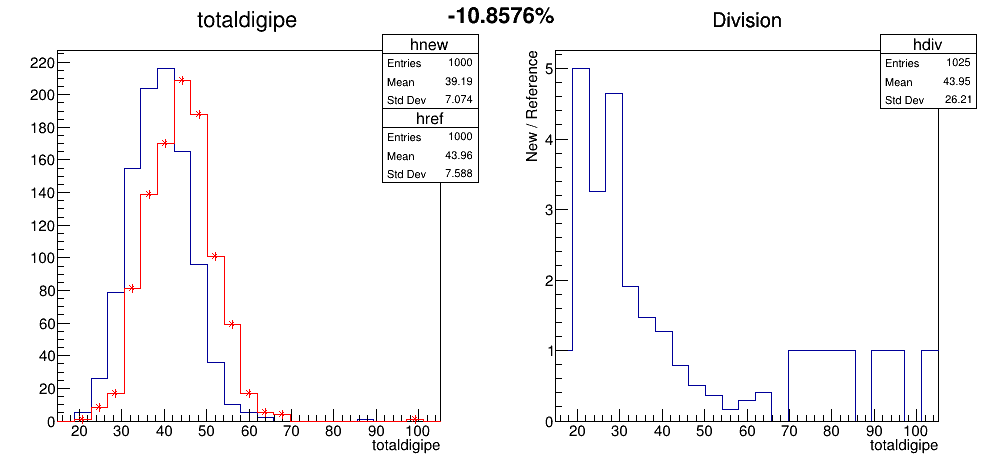 -10.8576%
totaldigipe
hnew
Entries 1000
Mean 39.19
Std Dev 7.074
href
Entries 1000
Mean 43.96
Std Dev 7.588
220
200
180
160
140
120
100
80
60
40
20
0
20 30 40 50 60 70 80 90 100
totaldigipe
Division
hdiv
Entries 1025
Mean 43.95
Std Dev 26.21
New / Reference
5
4
3
2
1
0
20 30 40 50 60 70 80 90 100
totaldigipe